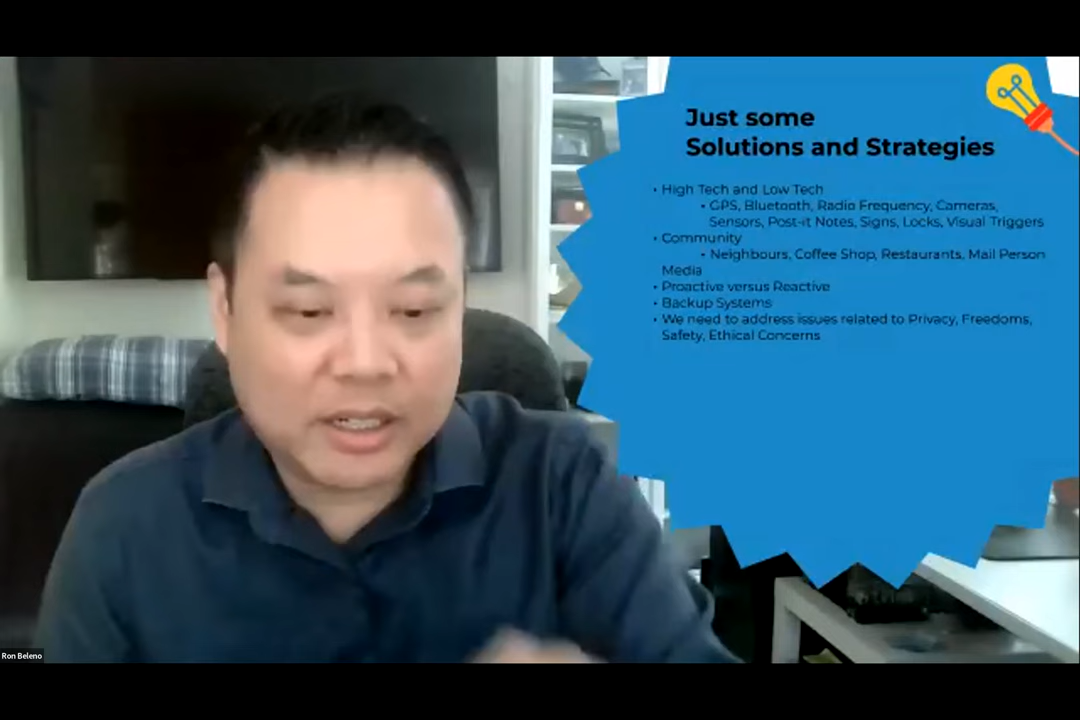 Just some
Solutions and Strategies
• High Tech and Low Tech
• GPS, Bluetooth, Radio Frequency, Cameras,
Sensors, Post-it Notes, Signs, Locks, Visual Triggers
• Community
• Neighbours, Coffee Shop, Restaurants, Mail Person
Media
• Proactive versus Reactive
• Backup Systems
• We need to address issues related to Privacy, Freedoms,
Safety, Ethical Concerns
Ron Beleno